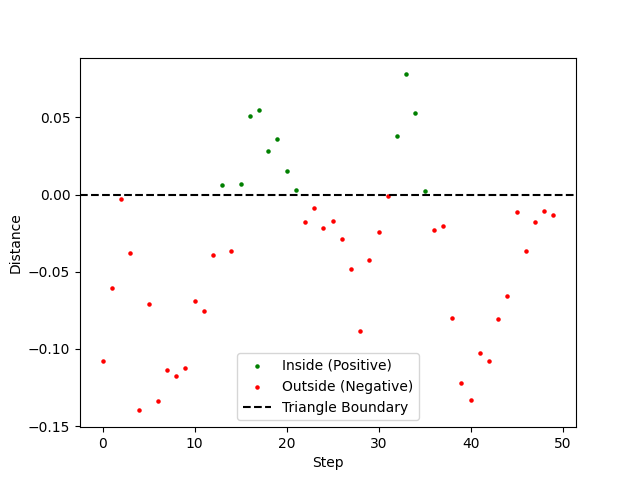 0.05
0.00
−0.05
−0.10
−0.15
Distance
Inside (Positive)
Outside (Negative)
Triangle Boundary
0 10 20 30 40 50
Step